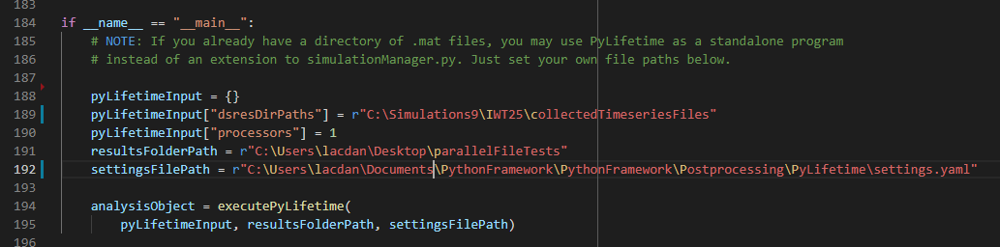 183
184 if __name__ == "__main__":
185 # NOTE: If you already have a directory of .mat files, you may use PyLifetime as a standalone program
186 # instead of an extension to simulationManager.py. Just set your own file paths below.
187
188 pyLifetimeInput = {}
189 pyLifetimeInput["dsresDirPaths"] = r"C:\Simulations9\IWT25\collectedTimeseriesFiles"
190 pyLifetimeInput["processors"] = 1
191 resultsFolderPath = r"C:\Users\lacdan\Desktop\parallelFileTests"
192 settingsFilePath = r"C:\Users\lacdan\Documents\PythonFramework\PythonFramework\Postprocessing\PyLifetime\settings.yaml"
193
194 analysisObject = executePyLifetime(
195 pyLifetimeInput, resultsFolderPath, settingsFilePath)
196